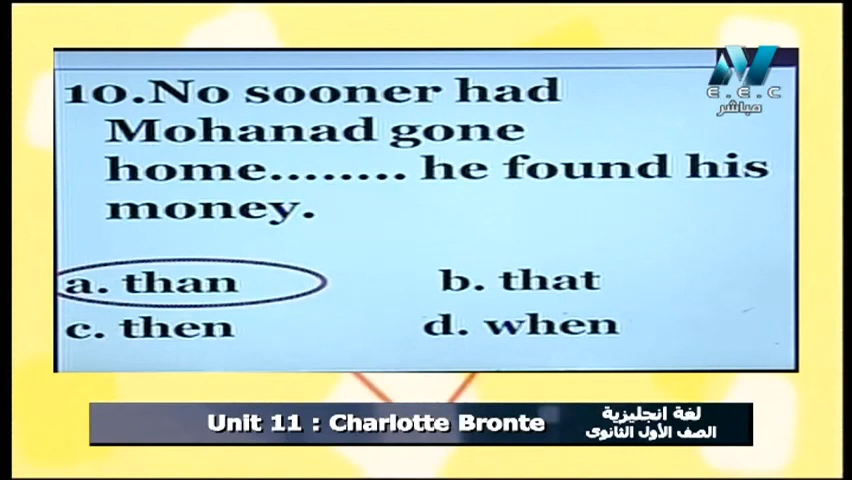 E.E.C
مباشر
10.No sooner had
Mohanad gone
home........ he found his
money.
a. than
b. that
c. then
d. when
Unit 11 : Charlotte Bronte
لغة انجليزية
الصف الأول الثانوى